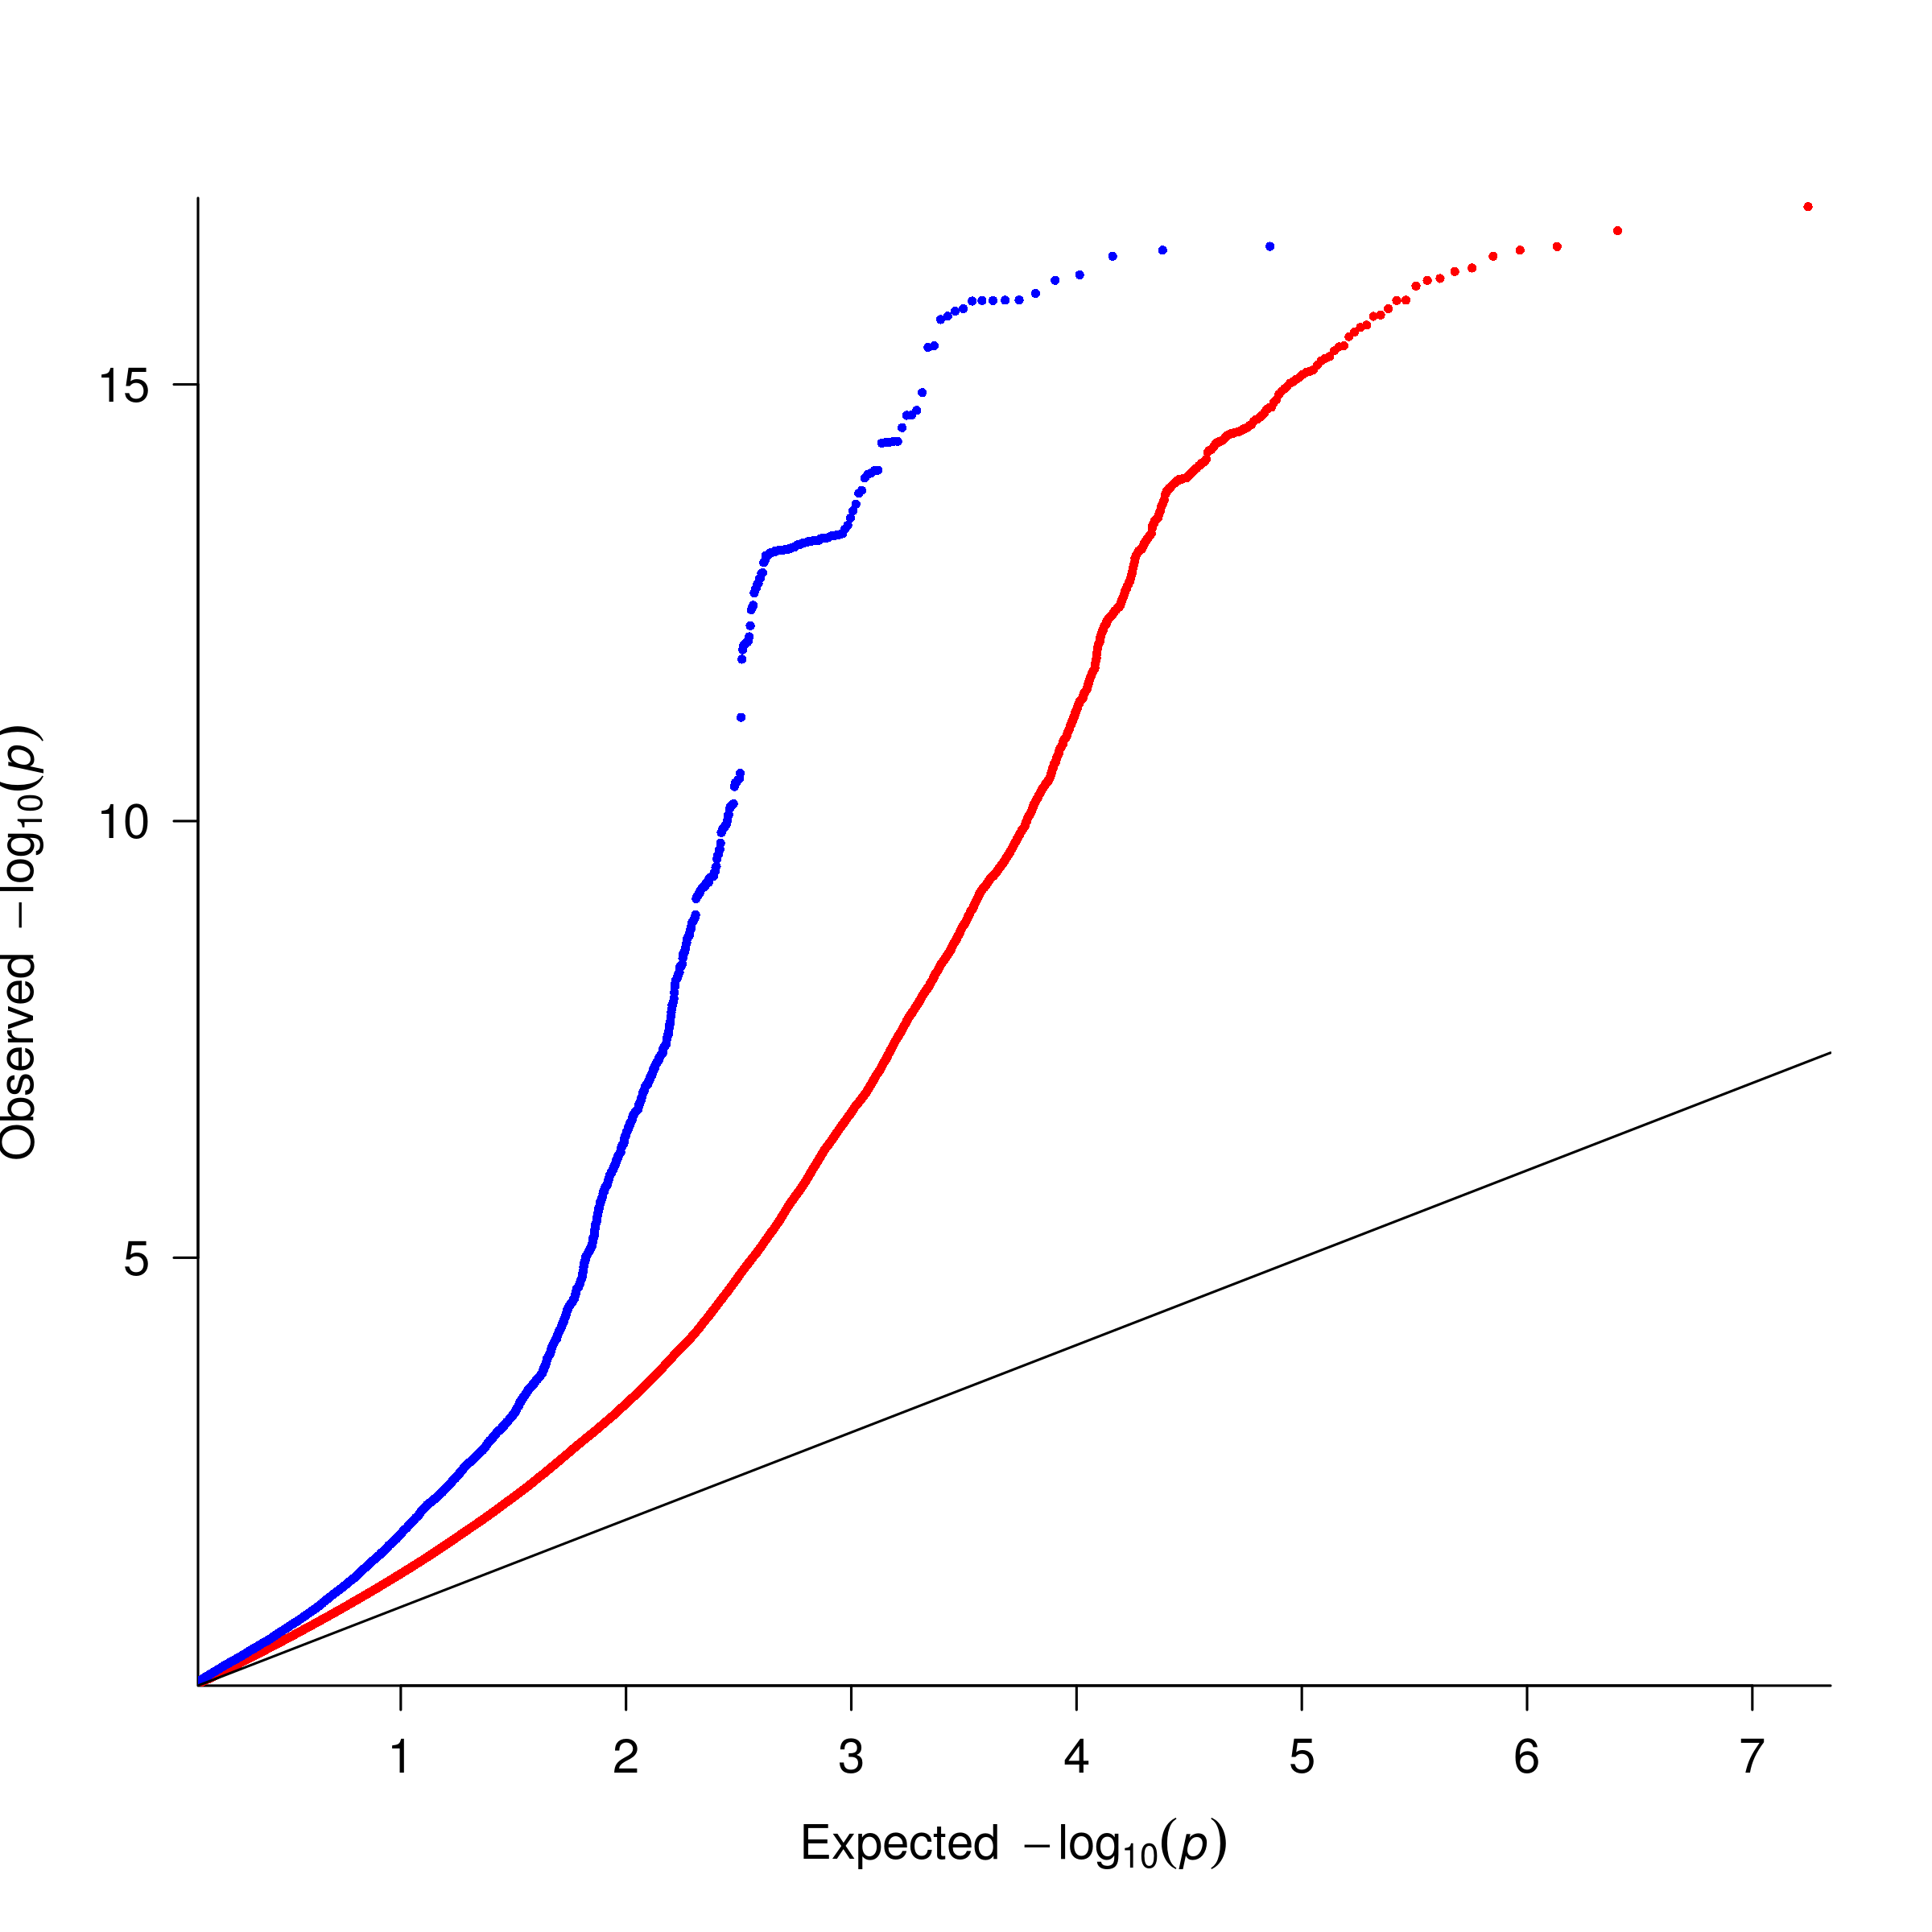 Observed −log10(p)
15
10
5
1 2 3 4 5 6 7
Expected −log10(p)